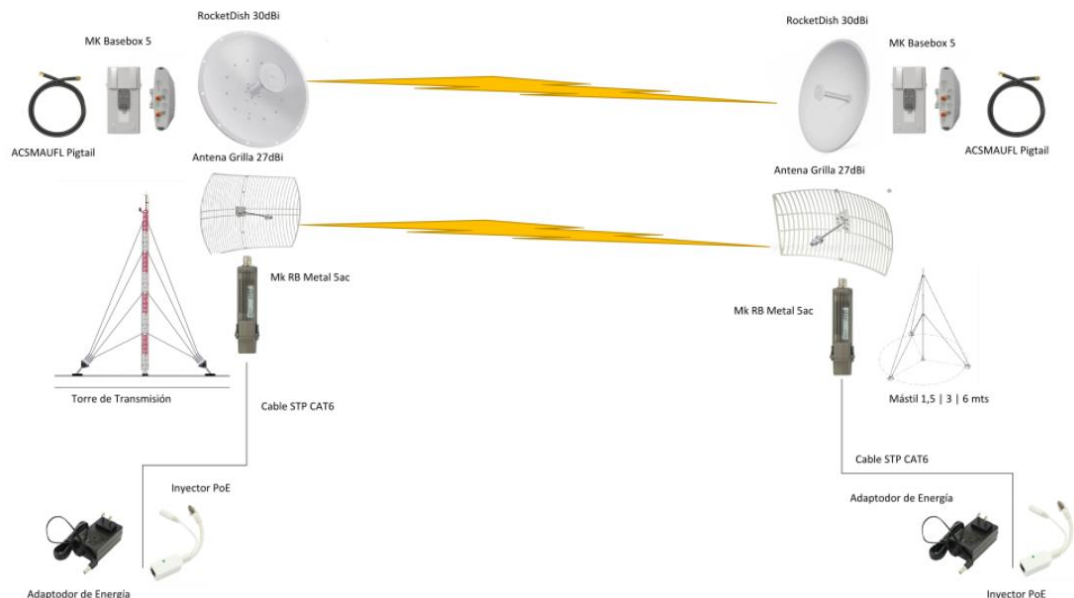 RocketDish 30dBi
RocketDish 30dBi
MK Basebox 5
MK Basebox 5
ACSMAUFL Pigtail
ACSMAUFL Pigtail
Antena Grilla 27dBi
Antena Grilla 27dBi
Mk RB Metal 5ac
Mk RB Metal 5ac
Torre de Transmisión
Mástil 1,5 | 3 | 6 mts
Cable STP CAT6
Cable STP CAT6
Inyector PoE
Adaptodor de Energía
Adaptodor de Energía
Inyector PoE